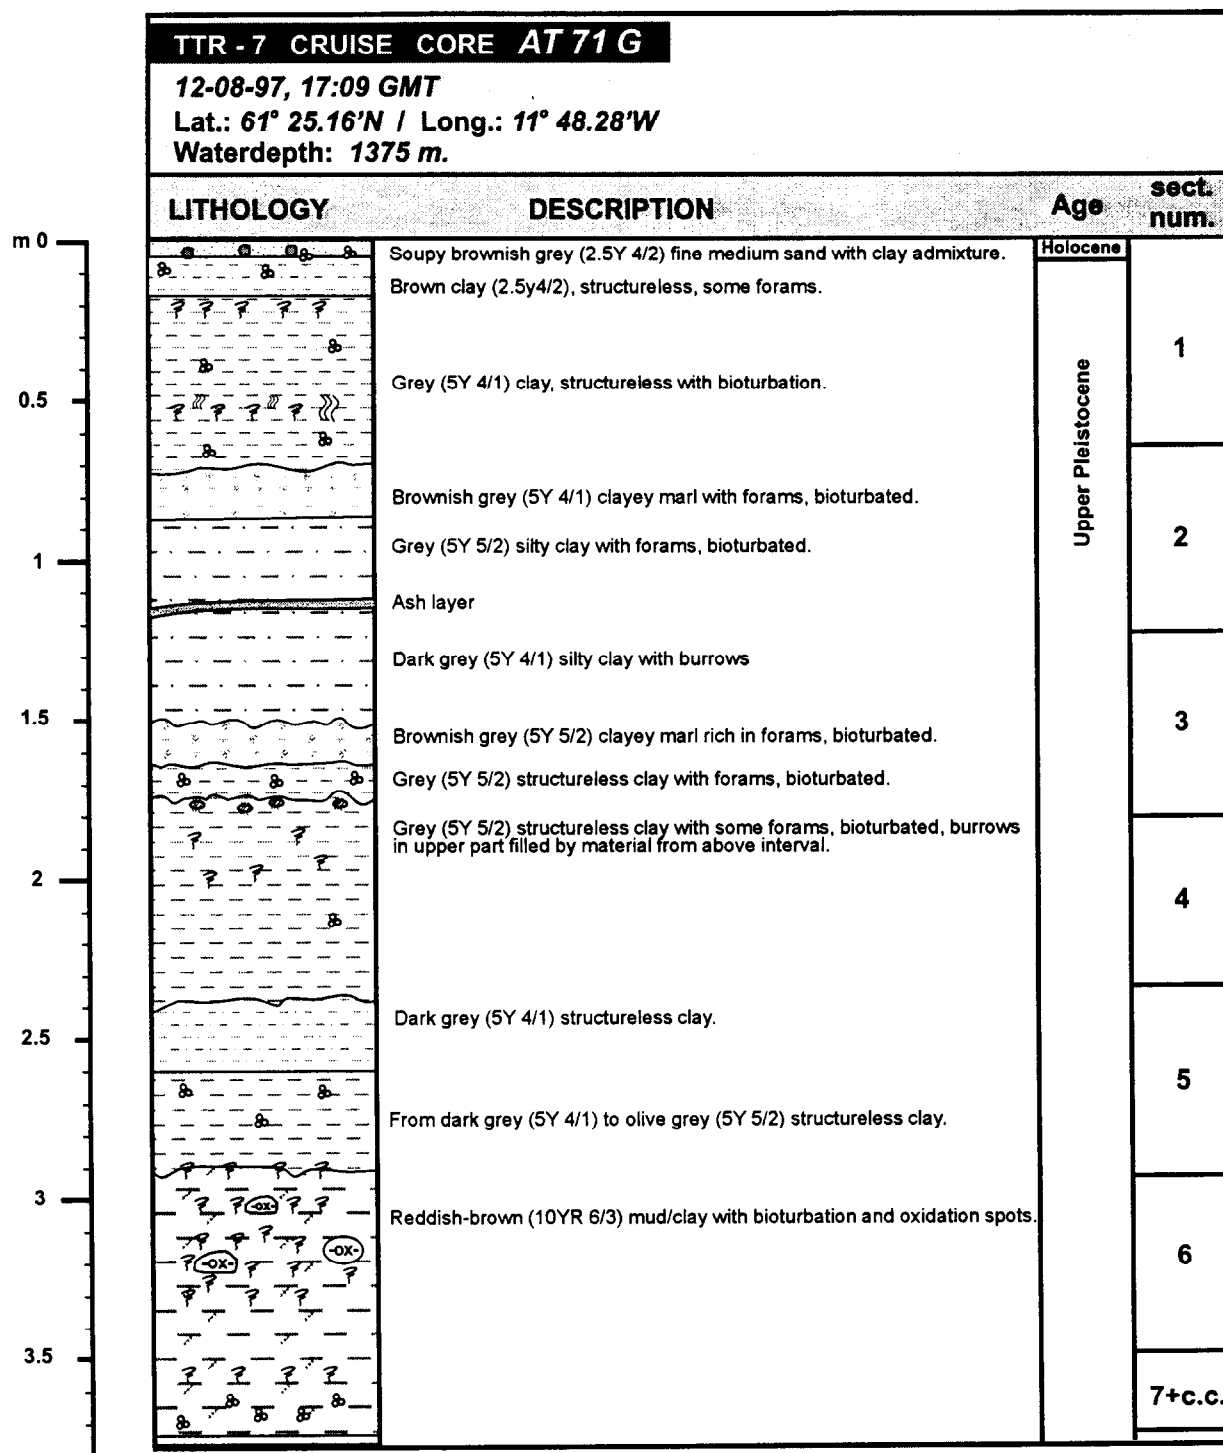 TTR - 7 CRUISE CORE AT 71 G
12-08-97, 17:09 GMT
Lat.: 61° 25.16'N / Long.: 11° 48.28'W
Waterdepth: 1375 m.
LITHOLOGY DESCRIPTION Age sect. num.
m 0
Soupy brownish grey (2.5Y 4/2) fine medium sand with clay admixture.
Holocene
Brown clay (2.5y4/2), structureless, some forams.
1
Grey (5Y 4/1) clay, structureless with bioturbation.
0.5
Upper Pleistocene
Brownish grey (5Y 4/1) clayey marl with forams, bioturbated.
2
Grey (5Y 5/2) silty clay with forams, bioturbated.
1
Ash layer
Dark grey (5Y 4/1) silty clay with burrows
1.5
3
Brownish grey (5Y 5/2) clayey marl rich in forams, bioturbated.
Grey (5Y 5/2) structureless clay with forams, bioturbated.
Grey (5Y 5/2) structureless clay with some forams, bioturbated, burrows
in upper part filled by material from above interval.
2
4
Dark grey (5Y 4/1) structureless clay.
2.5
5
From dark grey (5Y 4/1) to olive grey (5Y 5/2) structureless clay.
3
-ox-
Reddish-brown (10YR 6/3) mud/clay with bioturbation and oxidation spots.
-ox-
-ox-
6
3.5
7+c.c.